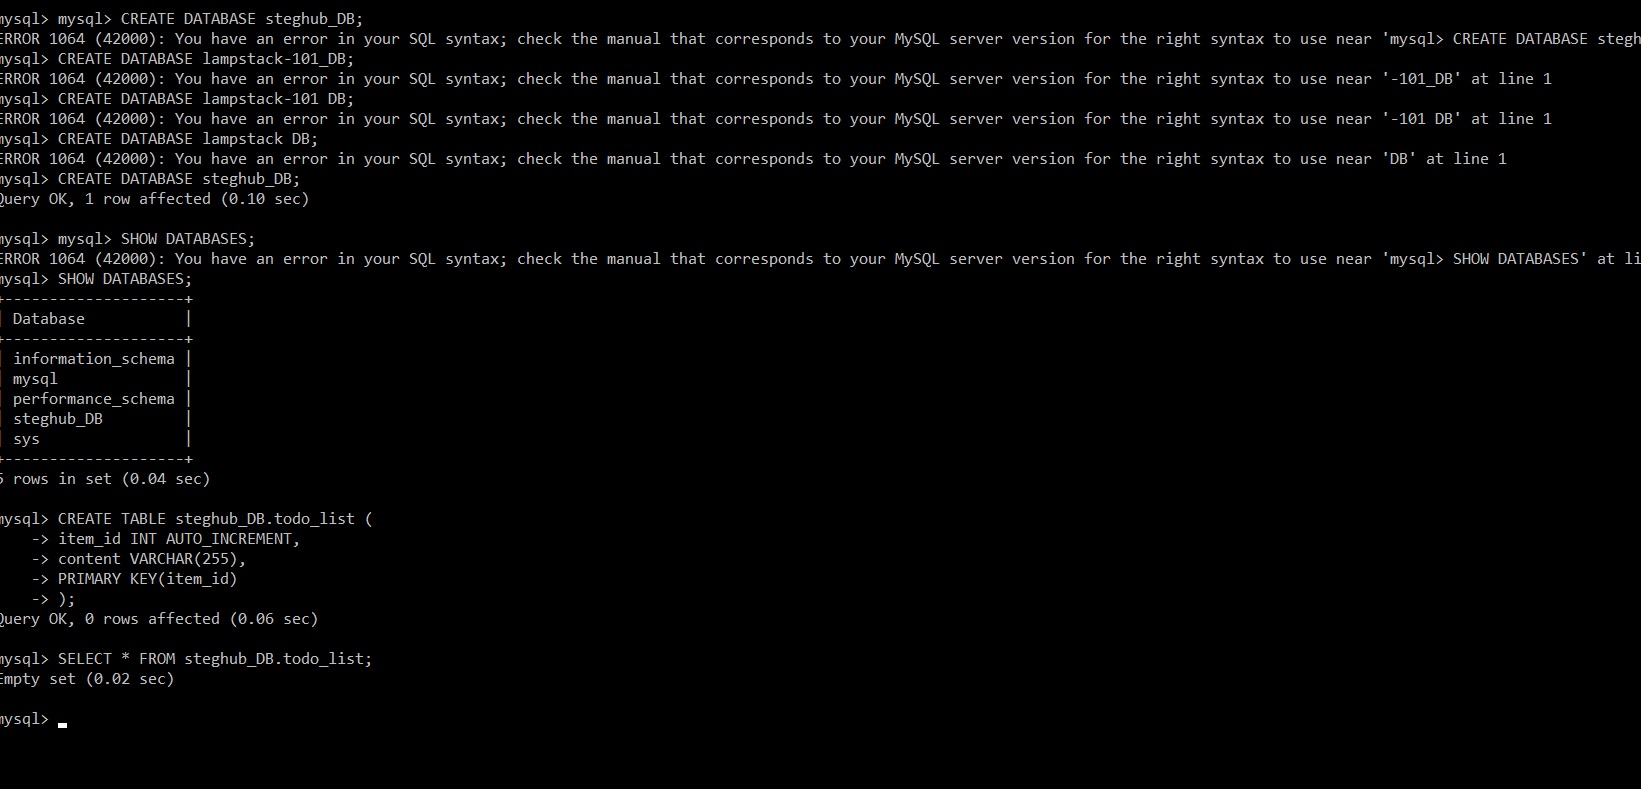 mysql> mysql> CREATE DATABASE steghub_DB;
ERROR 1064 (42000): You have an error in your SQL syntax; check the manual that corresponds to your MySQL server version for the right syntax to use near 'mysql> CREATE DATABASE stegh
mysql> CREATE DATABASE lampstack-101_DB;
ERROR 1064 (42000): You have an error in your SQL syntax; check the manual that corresponds to your MySQL server version for the right syntax to use near '-101_DB' at line 1
mysql> CREATE DATABASE lampstack-101 DB;
ERROR 1064 (42000): You have an error in your SQL syntax; check the manual that corresponds to your MySQL server version for the right syntax to use near '-101 DB' at line 1
mysql> CREATE DATABASE lampstack DB;
ERROR 1064 (42000): You have an error in your SQL syntax; check the manual that corresponds to your MySQL server version for the right syntax to use near 'DB' at line 1
mysql> CREATE DATABASE steghub_DB;
Query OK, 1 row affected (0.10 sec)

mysql> mysql> SHOW DATABASES;
ERROR 1064 (42000): You have an error in your SQL syntax; check the manual that corresponds to your MySQL server version for the right syntax to use near 'mysql> SHOW DATABASES' at li
mysql> SHOW DATABASES;
+--------------------+
| Database           |
+--------------------+
| information_schema |
| mysql              |
| performance_schema |
| steghub_DB         |
| sys                |
+--------------------+
5 rows in set (0.04 sec)

mysql> CREATE TABLE steghub_DB.todo_list (
    -> item_id INT AUTO_INCREMENT,
    -> content VARCHAR(255),
    -> PRIMARY KEY(item_id)
    -> );
Query OK, 0 rows affected (0.06 sec)

mysql> SELECT * FROM steghub_DB.todo_list;
Empty set (0.02 sec)

mysql>